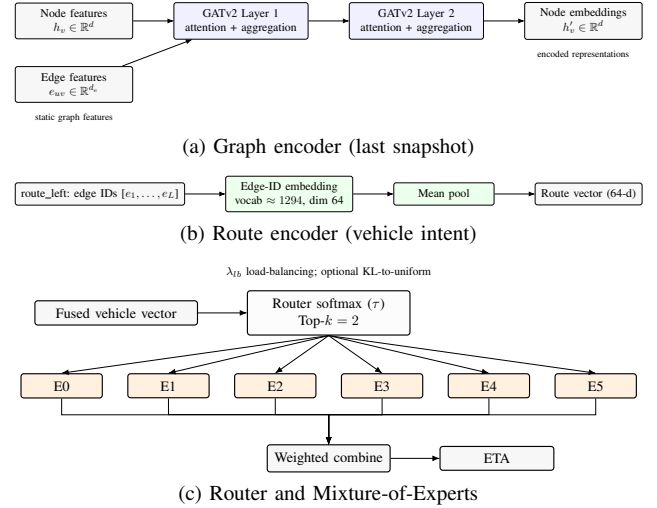 Node features
h_v ∈ ℝ^d
GATv2 Layer 1
attention + aggregation
GATv2 Layer 2
attention + aggregation
Node embeddings
h'_v ∈ ℝ^d
encoded representations
Edge features
e_{uv} ∈ ℝ^{d_e}
static graph features
(a) Graph encoder (last snapshot)
route_left: edge IDs [e_1, . . . , e_L]
Edge-ID embedding
vocab ≈ 1294, dim 64
Mean pool
Route vector (64-d)
(b) Route encoder (vehicle intent)
λ_{lb} load-balancing; optional KL-to-uniform
Fused vehicle vector
Router softmax (τ)
Top-k = 2
E0
E1
E2
E3
E4
E5
Weighted combine
ETA
(c) Router and Mixture-of-Experts